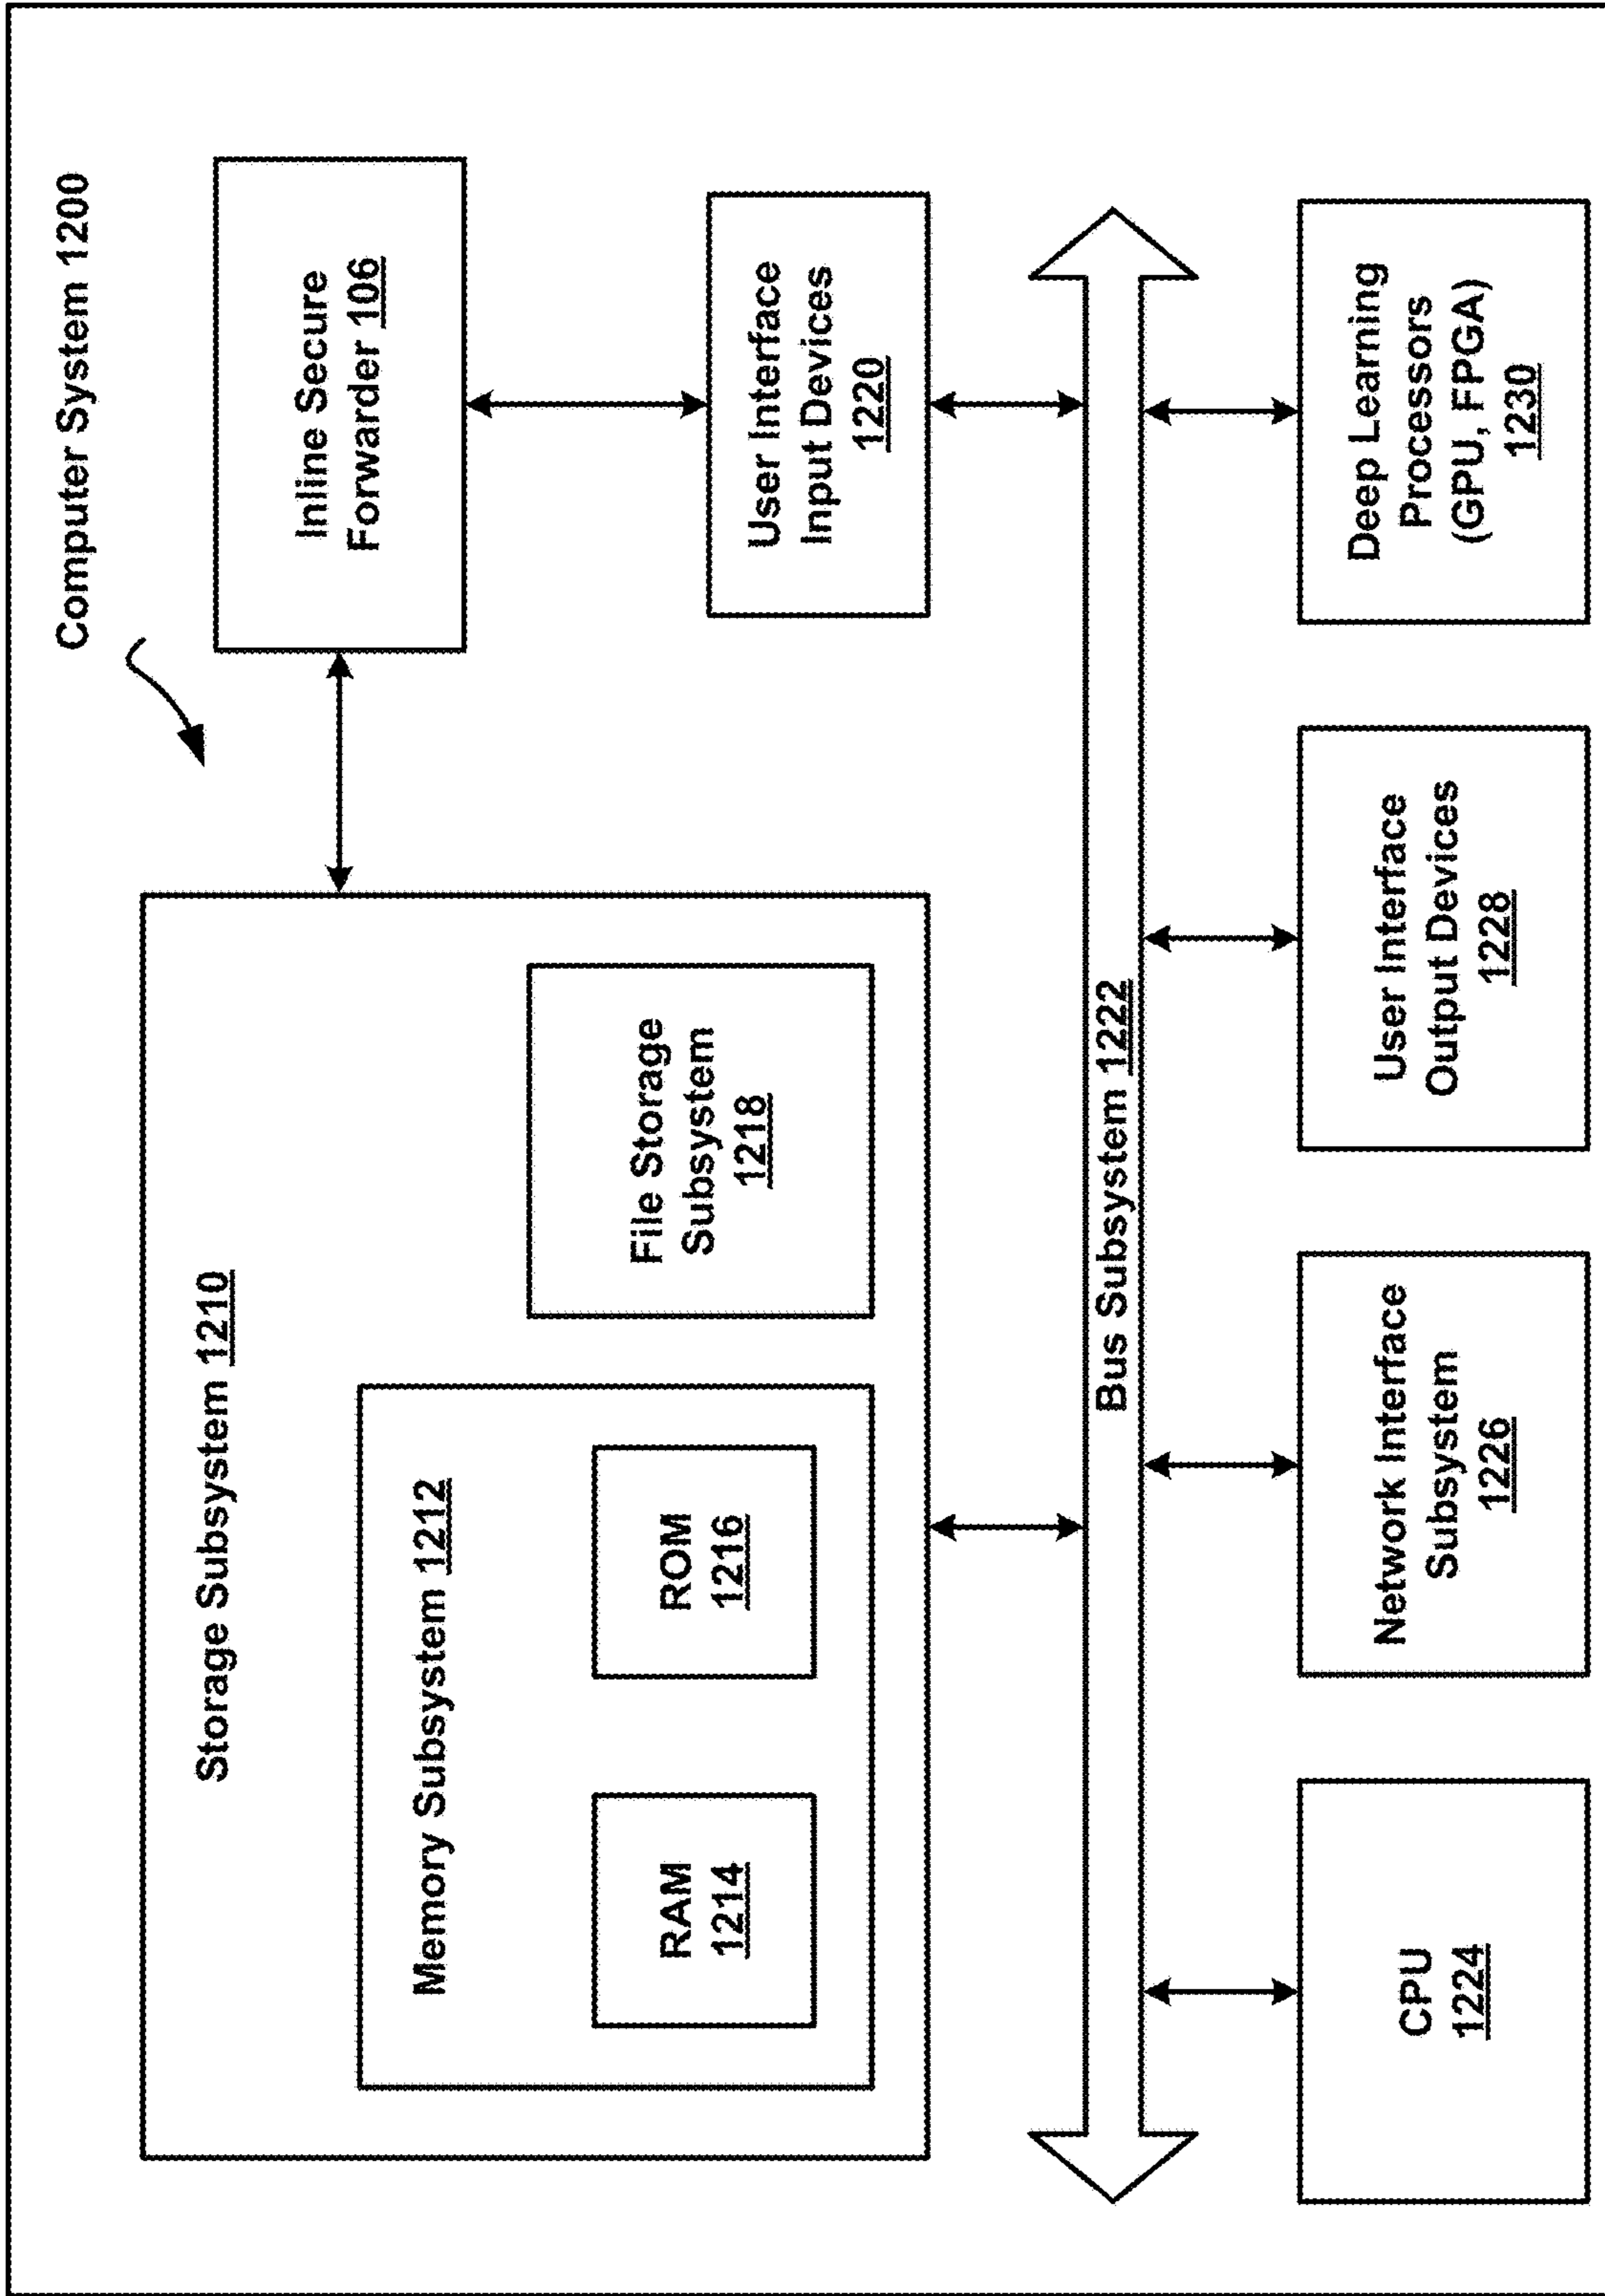 Computer System 1200
Storage Subsystem 1210
Memory Subsystem 1212
RAM
1214
ROM
1216
File Storage
Subsystem
1218
Inline Secure
Forwarder 106
User Interface
Input Devices
1220
Bus Subsystem 1222
CPU
1224
Network Interface
Subsystem
1226
User Interface
Output Devices
1228
Deep Learning
Processors
(GPU, FPGA)
1230